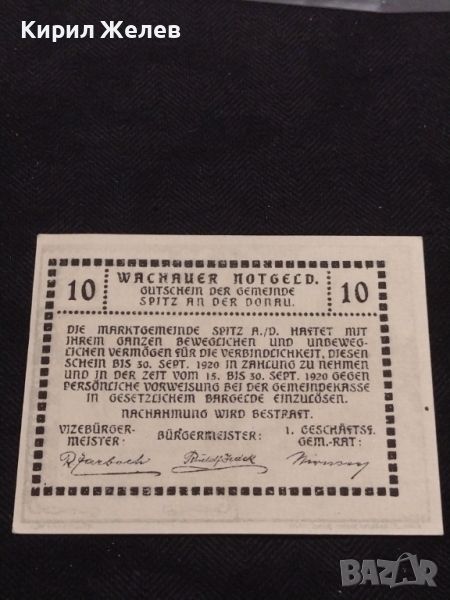 Кирил Желев
WACHAUER NOTGELD.
10 GUTSCHEIN DER GEMEINDE 10
SPITZ AN DER DONAU.
DIE MARKTGEMEINDE SPITZ A./D. HAFTET MIT
IHREM GANZEN BEWEGLICHEN UND UNBEWEG-
LICHEN VERMÖGEN FÜR DIE VERBINDLICHKEIT, DIESEN
SCHEIN BIS 30. SEPT. 1920 IN ZAHLUNG ZU NEHMEN
UND IN DER ZEIT VOM 15. BIS 30. SEPT. 1920 GEGEN
PERSÖNLICHE VORWEISUNG BEI DER GEMEINDEKASSE
IN GESETZLICHEM BARGELDE EINZULÖSEN.
NACHAHMUNG WIRD BESTRAFT.
VIZEBÜRGER- BÜRGERMEISTER: 1. GESCHÄFTSF.
MEISTER: GEM.-RAT:
BAZAR